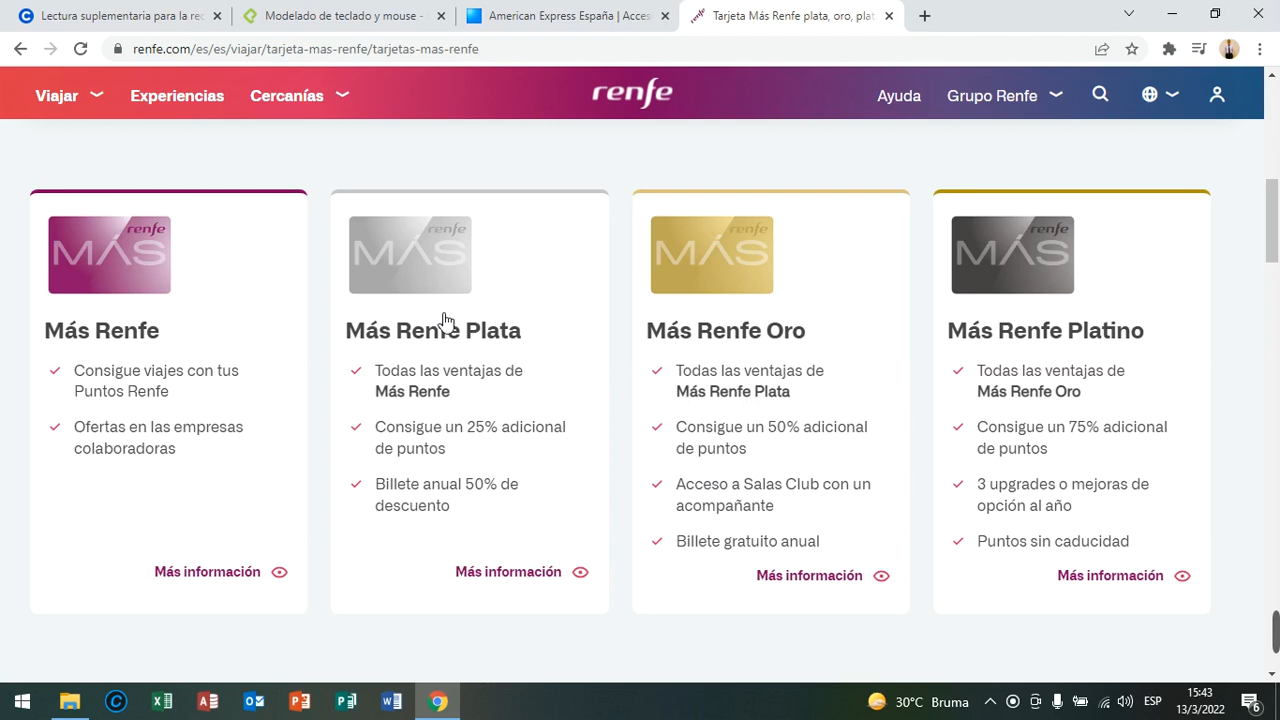 Lectura suplementaria para la rec
Modelado de teclado y mouse -
American Express España | Acces
Tarjeta Más Renfe plata, oro, plat
renfe.com/es/es/viajar/tarjeta-mas-renfe/tarjetas-mas-renfe
Viajar Experiencias Cercanías renfe Ayuda Grupo Renfe
renfe MÁS
renfe MÁS
renfe MÁS
renfe MÁS
Más Renfe
Consigue viajes con tus
Puntos Renfe
Ofertas en las empresas
colaboradoras
Más información
Más Renfe Plata
Todas las ventajas de
Más Renfe
Consigue un 25% adicional
de puntos
Billete anual 50% de
descuento
Más información
Más Renfe Oro
Todas las ventajas de
Más Renfe Plata
Consigue un 50% adicional
de puntos
Acceso a Salas Club con un
acompañante
Billete gratuito anual
Más información
Más Renfe Platino
Todas las ventajas de
Más Renfe Oro
Consigue un 75% adicional
de puntos
3 upgrades o mejoras de
opción al año
Puntos sin caducidad
Más información
30°C Bruma
ESP
15:43
13/3/2022
6